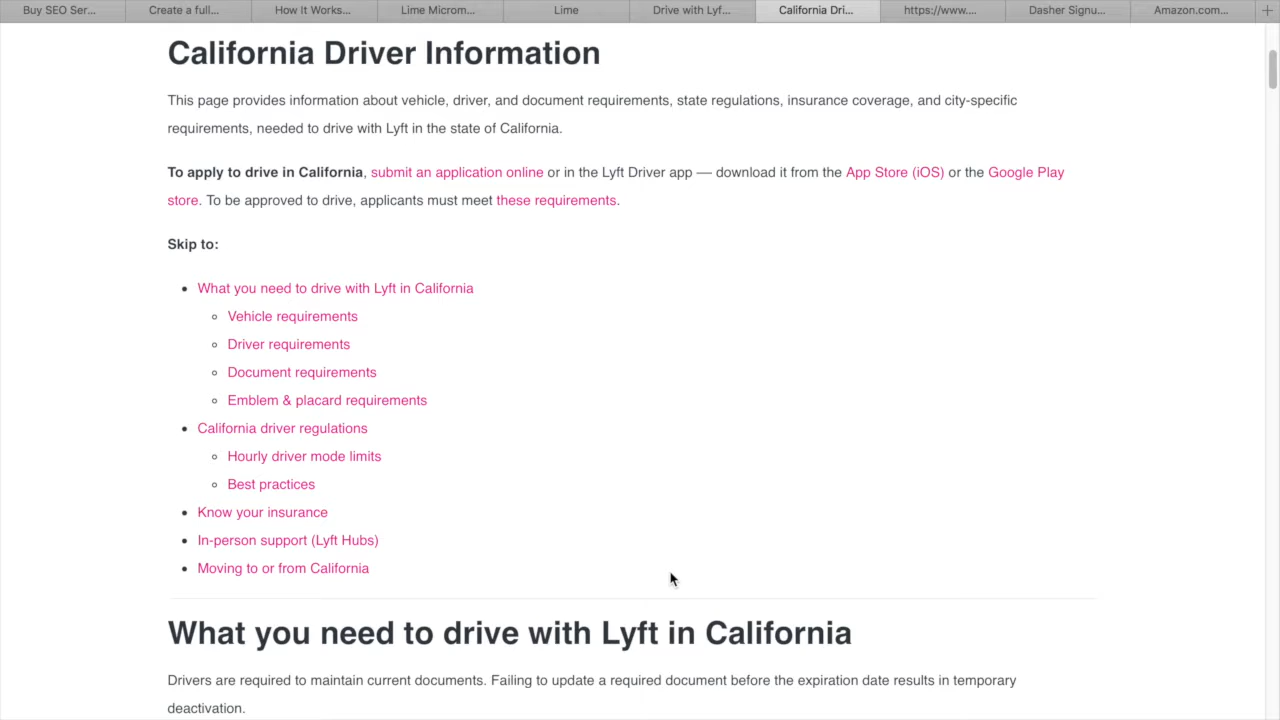 Buy SEO Ser...
Create a full...
How It Works...
Lime Microm...
Lime
Drive with Lyf...
California Dri...
https://www....
Dasher Signu...
Amazon.com...
California Driver Information
This page provides information about vehicle, driver, and document requirements, state regulations, insurance coverage, and city-specific
requirements, needed to drive with Lyft in the state of California.
To apply to drive in California, submit an application online or in the Lyft Driver app — download it from the App Store (iOS) or the Google Play
store. To be approved to drive, applicants must meet these requirements.
Skip to:
What you need to drive with Lyft in California
Vehicle requirements
Driver requirements
Document requirements
Emblem & placard requirements
California driver regulations
Hourly driver mode limits
Best practices
Know your insurance
In-person support (Lyft Hubs)
Moving to or from California
What you need to drive with Lyft in California
Drivers are required to maintain current documents. Failing to update a required document before the expiration date results in temporary
deactivation.